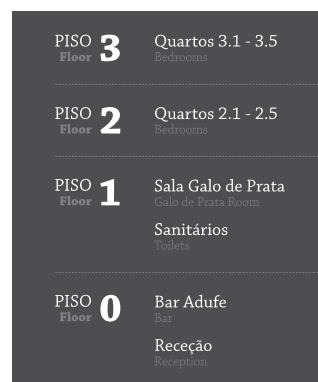 PISO 3 Quartos 3.1 - 3.5
Floor Bedrooms
PISO 2 Quartos 2.1 - 2.5
Floor Bedrooms
PISO 1 Sala Galo de Prata
Floor Galo de Prata Room
Sanitários
Toilets
PISO 0 Bar Adufe
Floor Bar
Receção
Reception